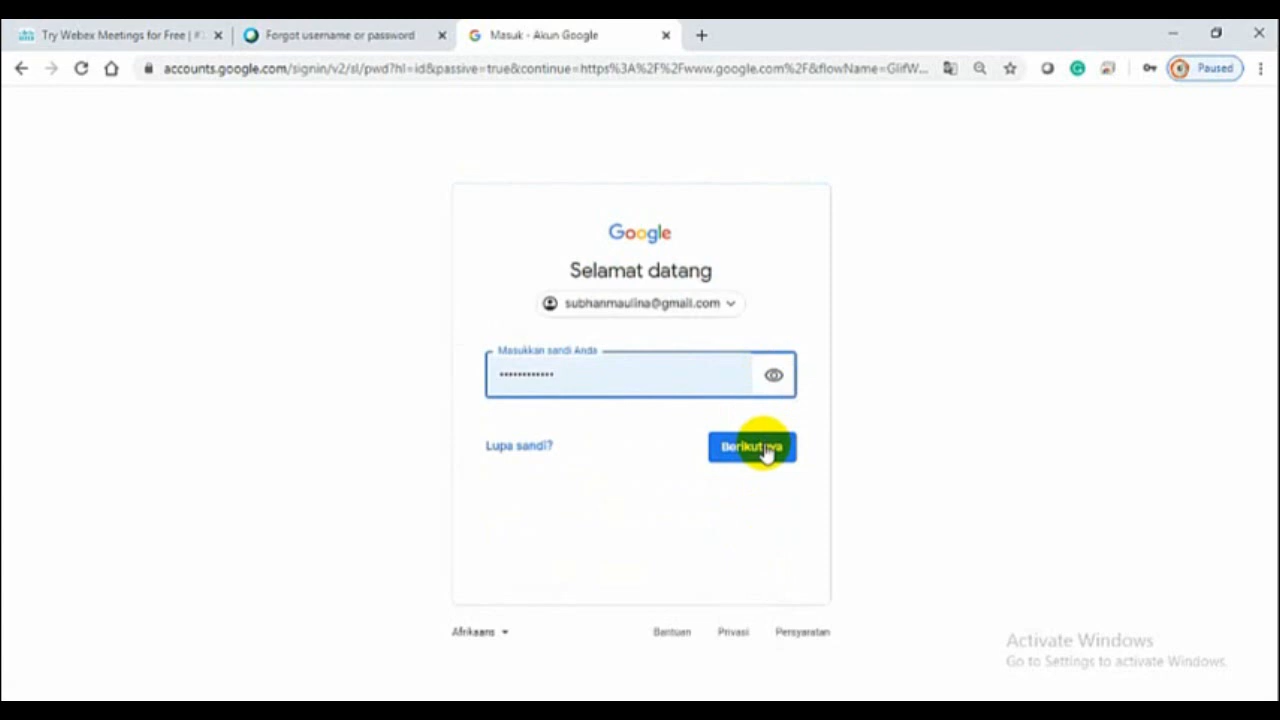 Try Webex Meetings for Free |
Forgot username or password
Masuk - Akun Google
accounts.google.com/signin/v2/sl/pwd?hl=id&passive=true&continue=https%3A%2F%2Fwww.google.com%2F&flowName=GlifW...
Paused
Google
Selamat datang
subhanmaulina@gmail.com
Masukkan sandi Anda
••••••••••••
Lupa sandi?
Berikutnya
Afrikaans
Bantuan
Privasi
Persyaratan
Activate Windows
Go to Settings to activate Windows.